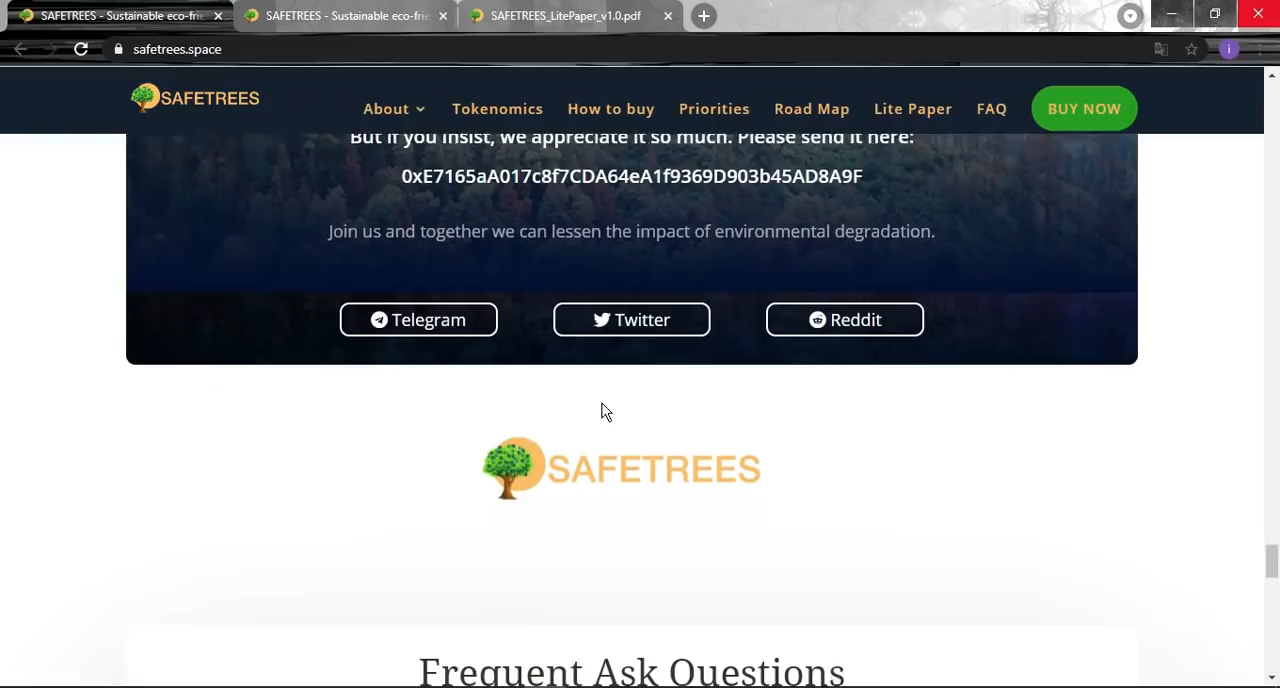 SAFETREES - Sustainable eco-frie
SAFETREES - Sustainable eco-frie
SAFETREES_LitePaper_v1.0.pdf
safetrees.space
i
SAFETREES
About
Tokenomics
How to buy
Priorities
Road Map
Lite Paper
FAQ
BUY NOW
But if you insist, we appreciate it so much. Please send it here:
0xE7165aA017c8f7CDA64eA1f9369D903b45AD8A9F
Join us and together we can lessen the impact of environmental degradation.
Telegram
Twitter
Reddit
SAFETREES
Frequent Ask Questions